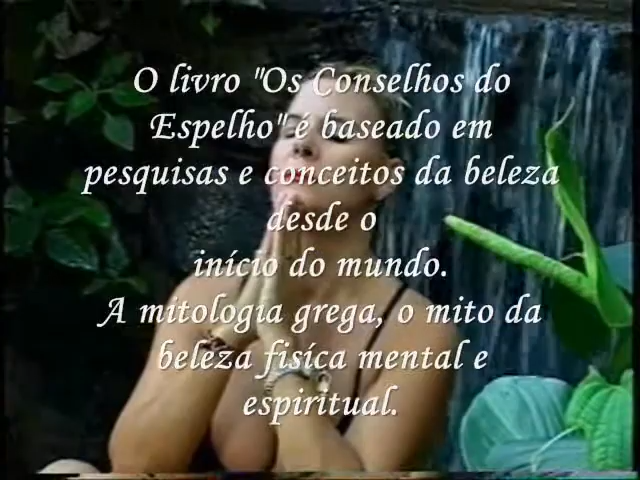 O livro "Os Conselhos do
Espelho" é baseado em
pesquisas e conceitos da beleza
desde o
início do mundo.
A mitologia grega, o mito da
beleza fisíca mental e
espiritual.